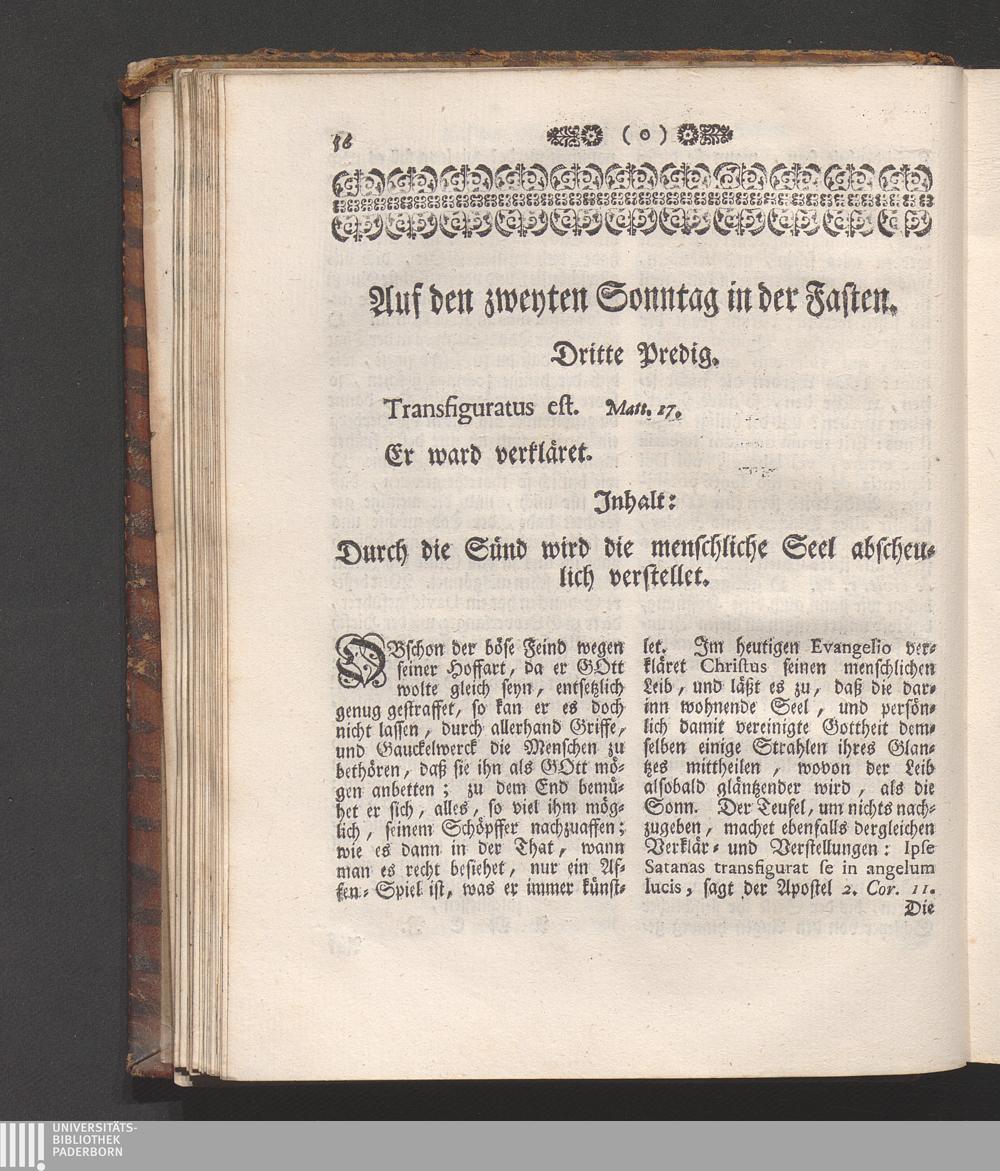 56
( o )
Auf den zweyten Sonntag in der Fasten.
Dritte Predig.
Transfiguratus eſt. Matt. 17.
Er ward verkläret.
Inhalt:
Durch die Sünd wird die menſchliche Seel abſcheu-
lich verſtellet.
OBſchon der böſe Feind wegen
ſeiner Hoffart, da er GOtt
wolte gleich ſeyn, entſetzlich
genug geſtraffet, ſo kan er es doch
nicht laſſen, durch allerhand Griffe,
und Gauckelwerck die Menſchen zu
bethören, daß ſie ihn als GOtt mö-
gen anbetten; zu dem End bemü-
het er ſich, alles, ſo viel ihm mög-
lich, ſeinem Schöpffer nachzuaffen;
wie es dann in der That, wann
man es recht beſiehet, nur ein Af-
fen-Spiel iſt, was er immer künſt-
let. Im heutigen Evangelio ver-
kläret Chriſtus ſeinen menſchlichen
Leib, und läßt es zu, daß die dar-
inn wohnende Seel, und perſön-
lich damit vereinigte Gottheit dem-
ſelben einige Strahlen ihres Glan-
tzes mittheilen, wovon der Leib
alſobald gläntzender wird, als die
Sonn. Der Teufel, um nichts nach-
zugeben, machet ebenfalls dergleichen
Verklär- und Verſtellungen: Ipſe
Satanas transfigurat ſe in angelum
lucis, ſagt der Apoſtel 2. Cor. 11.
Die
UNIVERSITÄTS-
BIBLIOTHEK
PADERBORN